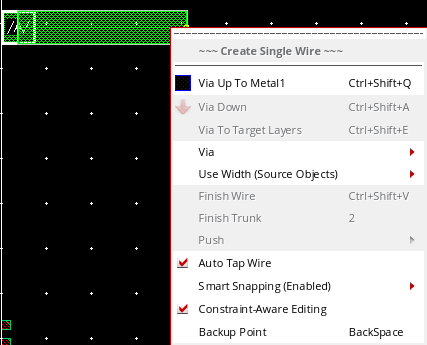 ~~~ Create Single Wire ~~~
Via Up To Metal1 Ctrl+Shift+Q
Via Down Ctrl+Shift+A
Via To Target Layers Ctrl+Shift+E
Via
Use Width (Source Objects)
Finish Wire Ctrl+Shift+V
Finish Trunk 2
Push
Auto Tap Wire
Smart Snapping (Enabled)
Constraint-Aware Editing
Backup Point BackSpace